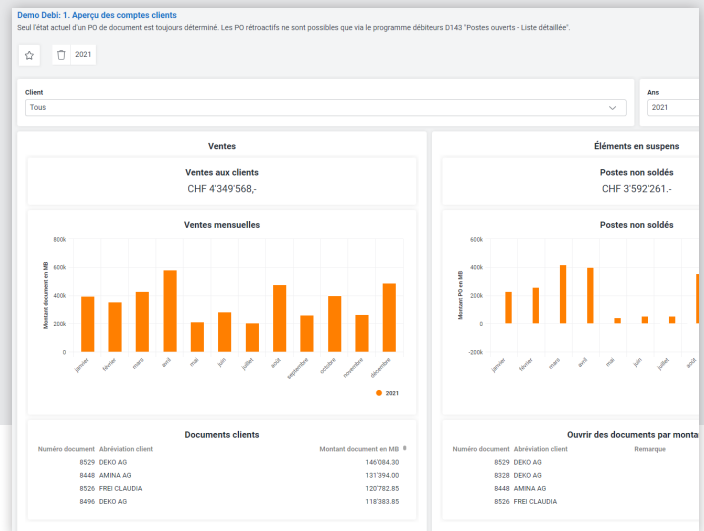 Demo Debi: 1. Aperçu des comptes clients
Seul l'état actuel d'un PO de document est toujours déterminé. Les PO rétroactifs ne sont possibles que via le programme débiteurs D143 "Postes ouverts - Liste détaillée".
2021
Client
Tous
Ans
2021
Ventes
Ventes aux clients
CHF 4'349'568,-
Ventes mensuelles
Montant document en MB
800k
600k
400k
200k
0
janvier
février
mars
avril
mai
juin
juillet
août
septembre
octobre
novembre
décembre
2021
Documents clients
Numéro document Abréviation client Montant document en MB
8529 DEKO AG 146'084.30
8448 AMINA AG 131'394.00
8526 FREI CLAUDIA 120'782.85
8496 DEKO AG 118'383.85
Éléments en suspens
Postes non soldés
CHF 3'592'261.-
Postes non soldés
Montant PO en MB
600k
400k
200k
0
-200k
janvier
février
mars
avril
mai
juin
juillet
août
Ouvrir des documents par monta
Numéro document Abréviation client Remarque
8529 DEKO AG
8328 DEKO AG
8448 AMINA AG
8526 FREI CLAUDIA